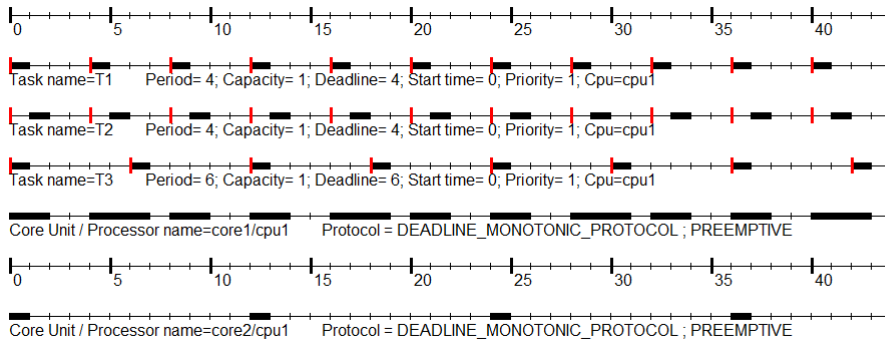 0 5 10 15 20 25 30 35 40
Task name=T1 Period= 4; Capacity= 1; Deadline= 4; Start time= 0; Priority= 1; Cpu=cpu1
Task name=T2 Period= 4; Capacity= 1; Deadline= 4; Start time= 0; Priority= 1; Cpu=cpu1
Task name=T3 Period= 6; Capacity= 1; Deadline= 6; Start time= 0; Priority= 1; Cpu=cpu1
Core Unit / Processor name=core1/cpu1 Protocol = DEADLINE_MONOTONIC_PROTOCOL ; PREEMPTIVE
0 5 10 15 20 25 30 35 40
Core Unit / Processor name=core2/cpu1 Protocol = DEADLINE_MONOTONIC_PROTOCOL ; PREEMPTIVE